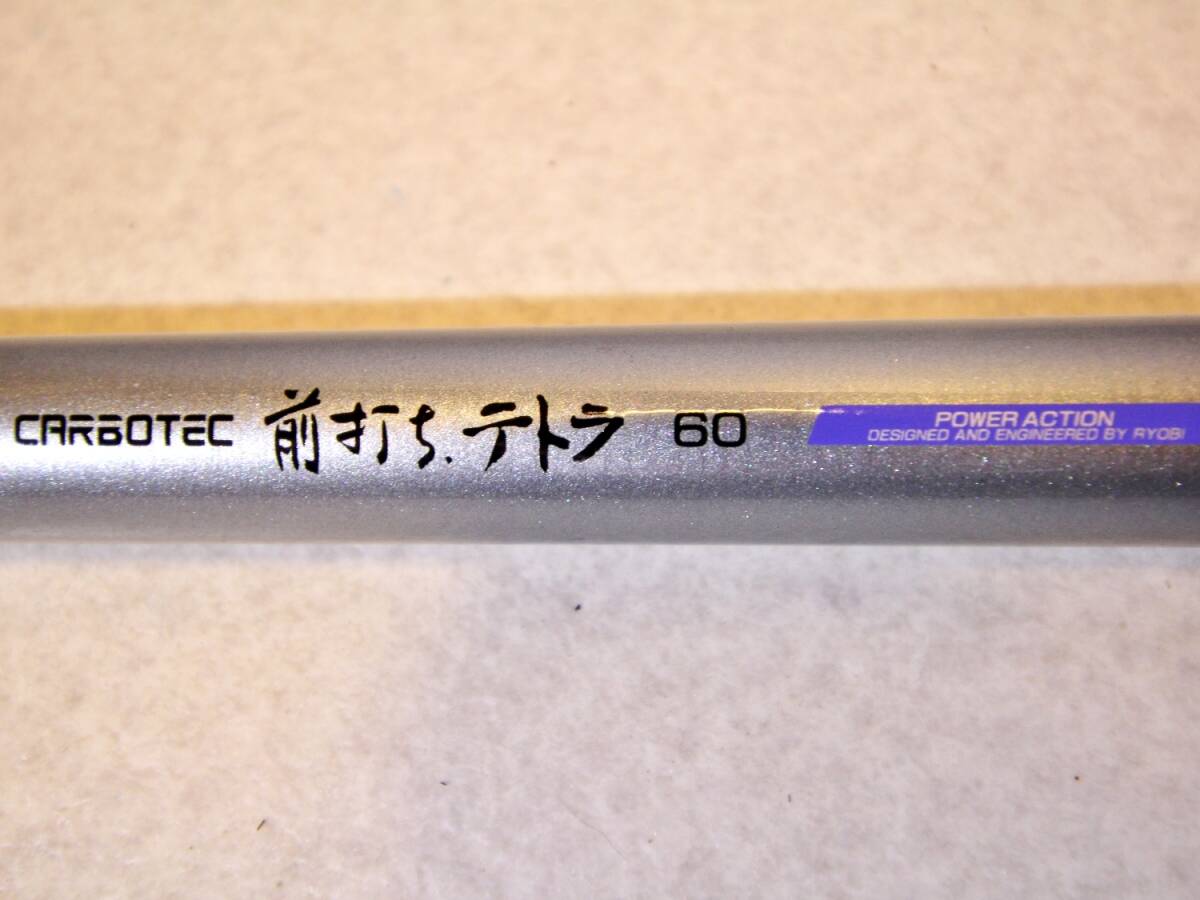 CARBOTEC 前打ち、テトラ 60
POWER ACTION
DESIGNED AND ENGINEERED BY RYOBI